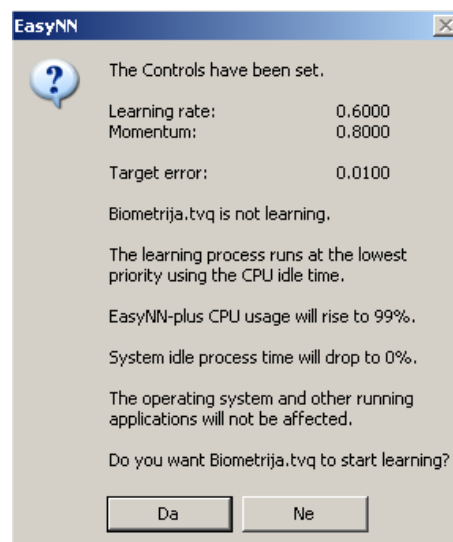 EasyNN
The Controls have been set.
Learning rate: 0.6000
Momentum: 0.8000
Target error: 0.0100
Biometrija.tvq is not learning.
The learning process runs at the lowest
priority using the CPU idle time.
EasyNN-plus CPU usage will rise to 99%.
System idle process time will drop to 0%.
The operating system and other running
applications will not be affected.
Do you want Biometrija.tvq to start learning?
Da Ne